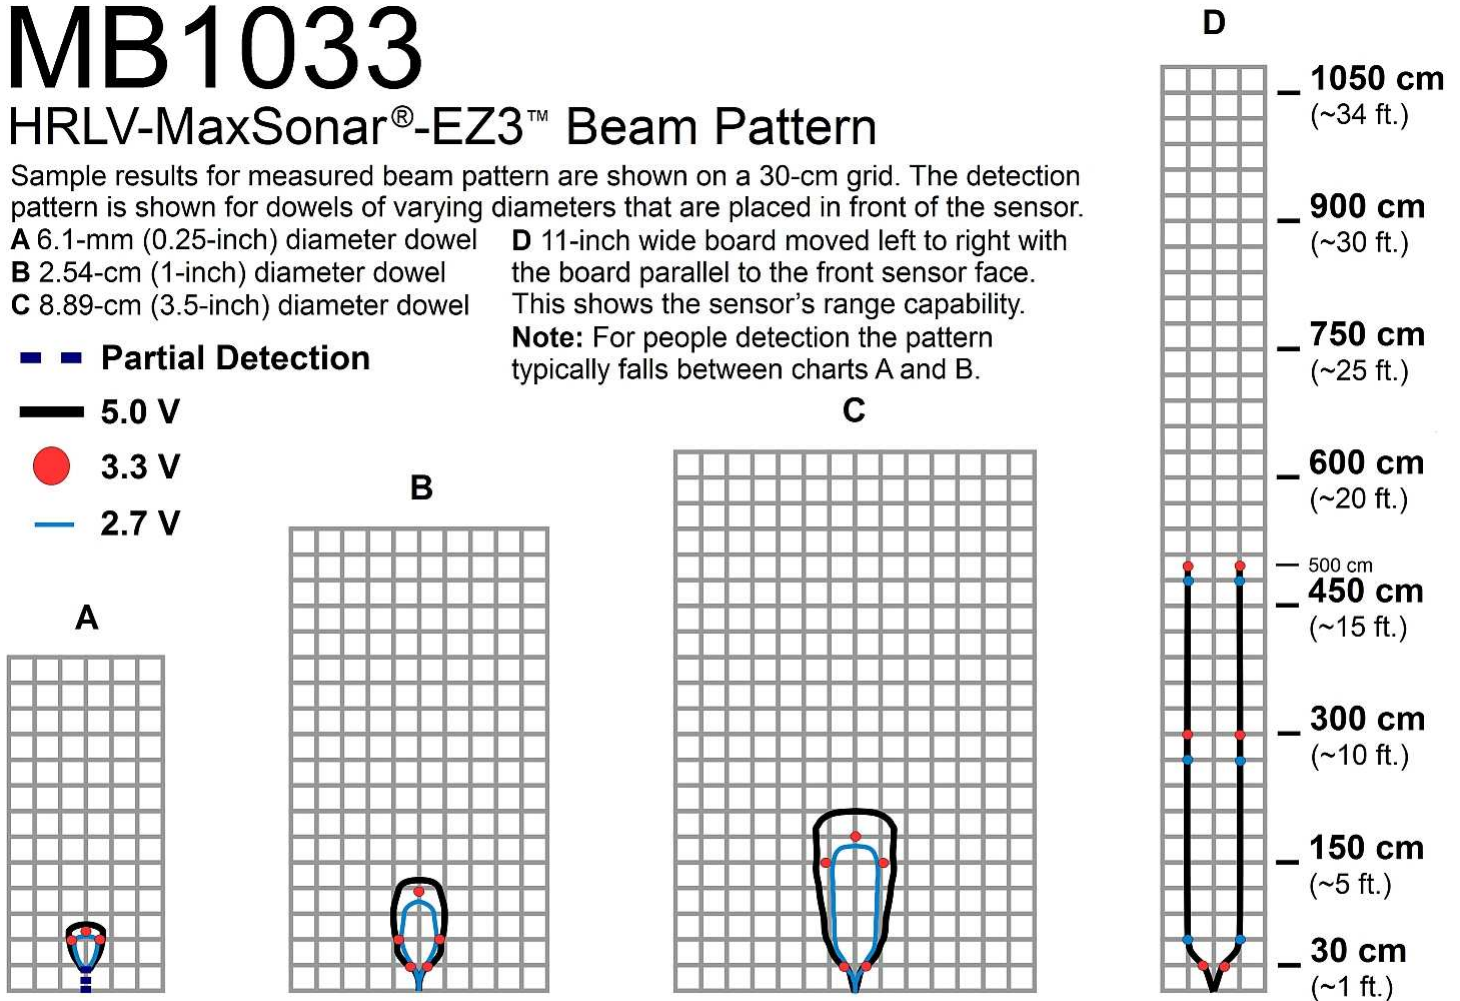 MB1033
HRLV-MaxSonar®-EZ3™ Beam Pattern
Sample results for measured beam pattern are shown on a 30-cm grid. The detection
pattern is shown for dowels of varying diameters that are placed in front of the sensor.
A 6.1-mm (0.25-inch) diameter dowel
B 2.54-cm (1-inch) diameter dowel
C 8.89-cm (3.5-inch) diameter dowel
D 11-inch wide board moved left to right with
the board parallel to the front sensor face.
This shows the sensor's range capability.
Note: For people detection the pattern
typically falls between charts A and B.
Partial Detection
5.0 V
3.3 V
2.7 V
A
B
C
D
1050 cm
(~34 ft.)
900 cm
(~30 ft.)
750 cm
(~25 ft.)
600 cm
(~20 ft.)
500 cm
450 cm
(~15 ft.)
300 cm
(~10 ft.)
150 cm
(~5 ft.)
30 cm
(~1 ft.)